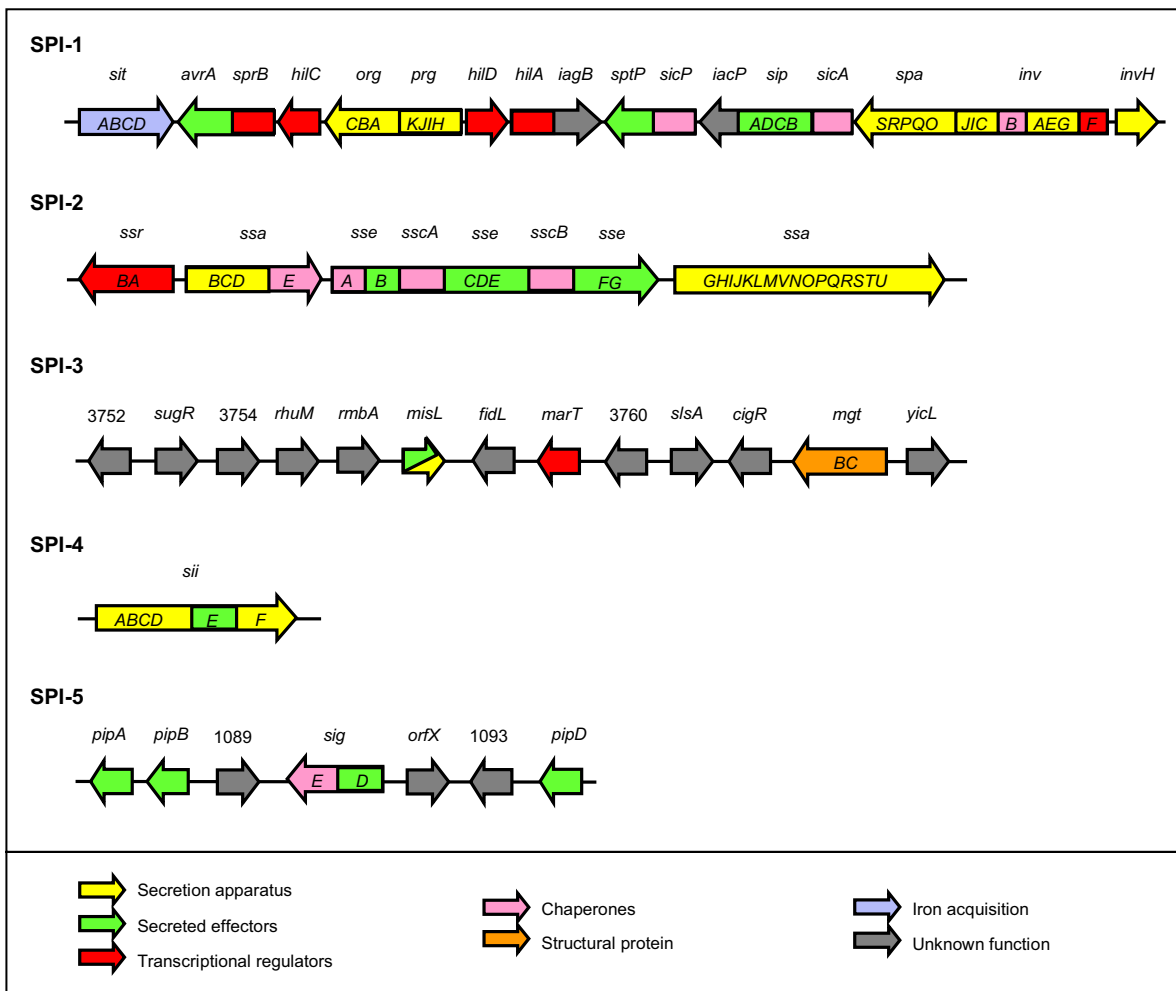 SPI-1
sit avrA sprB hilC org prg hilD hilA iagB sptP sicP iacP sip sicA spa inv invH
ABCD CBA KJIH ADCB SRPQO JIC B AEG F
SPI-2
ssr ssa sse sscA sse sscB sse ssa
BA BCD E A B CDE FG GHIJKLMVNOPQRSTU
SPI-3
3752 sugR 3754 rhuM rmbA misL fidL marT 3760 slsA cigR mgt yicL
BC
SPI-4
sii
ABCD E F
SPI-5
pipA pipB 1089 sig orfX 1093 pipD
E D
Secretion apparatus
Secreted effectors
Transcriptional regulators
Chaperones
Structural protein
Iron acquisition
Unknown function